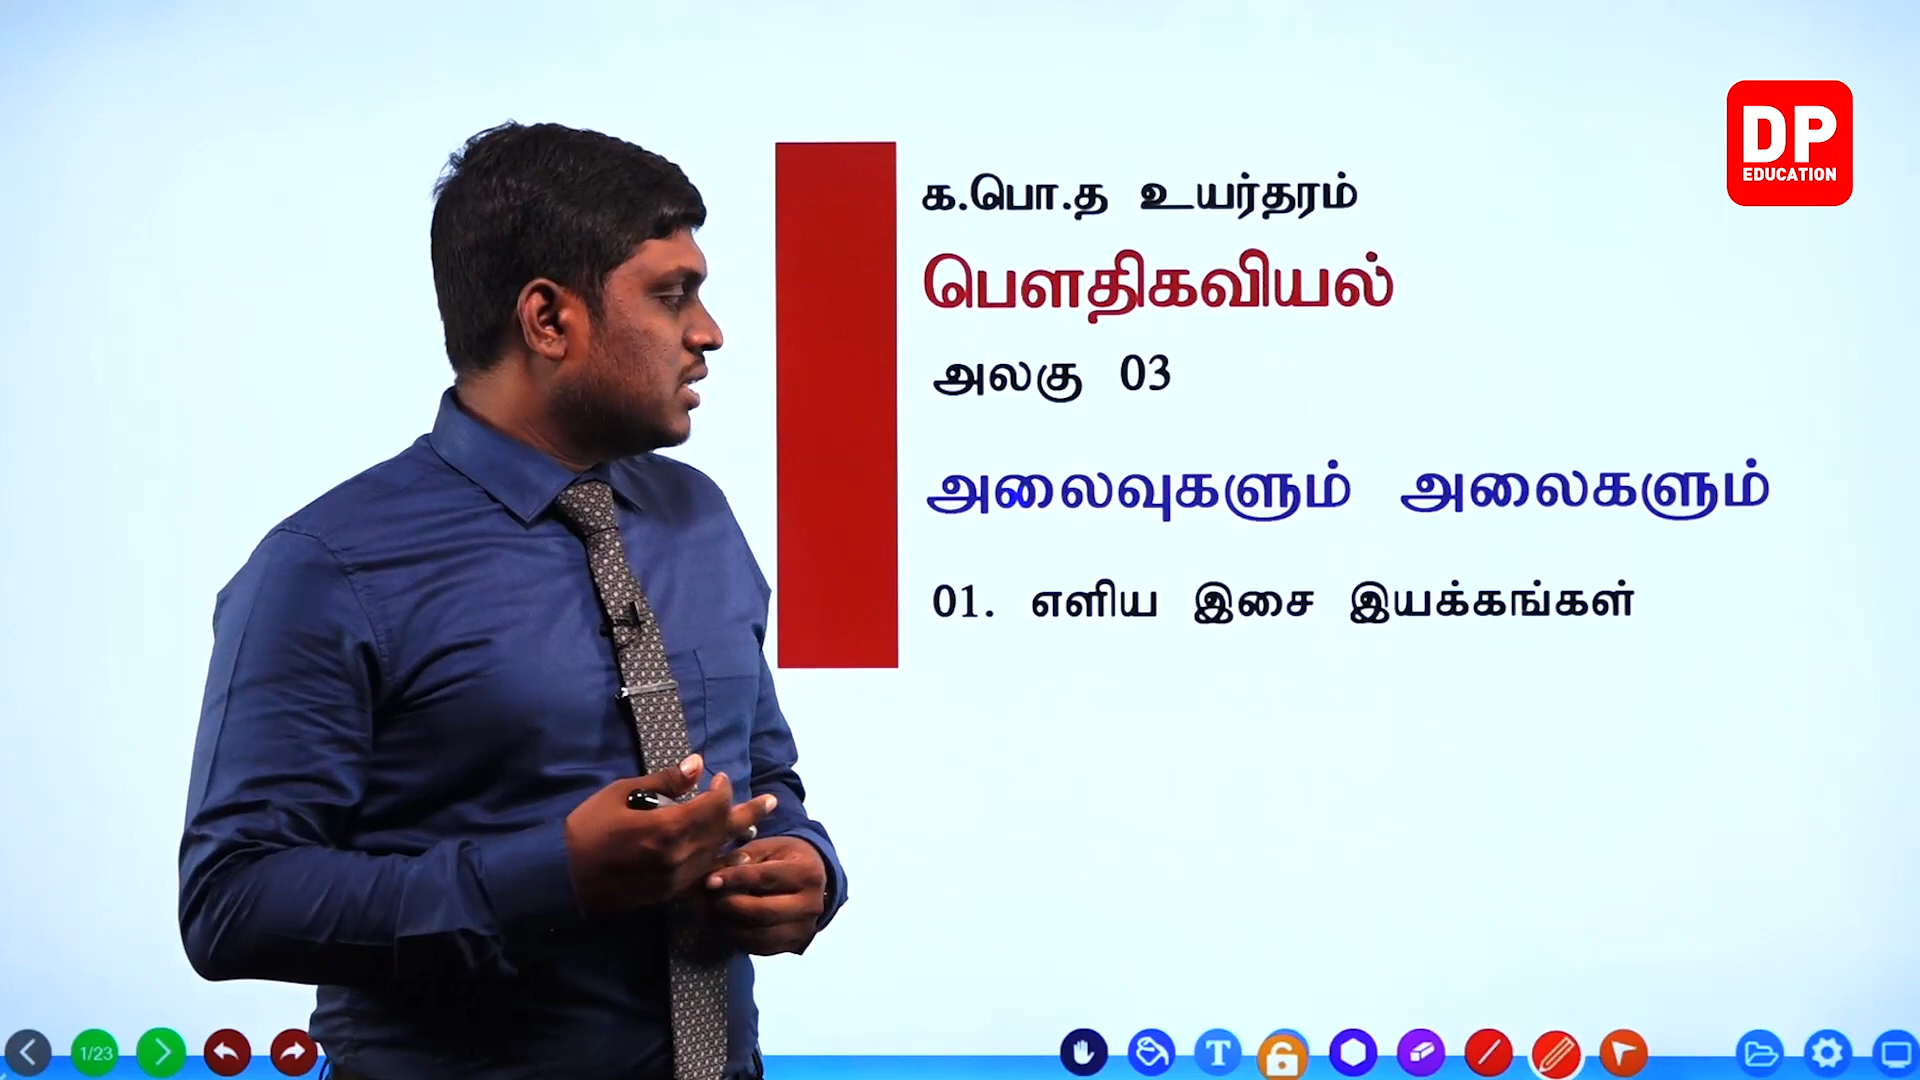 க.பொ.த உயர்தரம்
DP
EDUCATION
பௌதிகவியல்
அலகு 03
அலைவுகளும் அலைகளும்
01. எளிய இசை இயக்கங்கள்
1/23
T